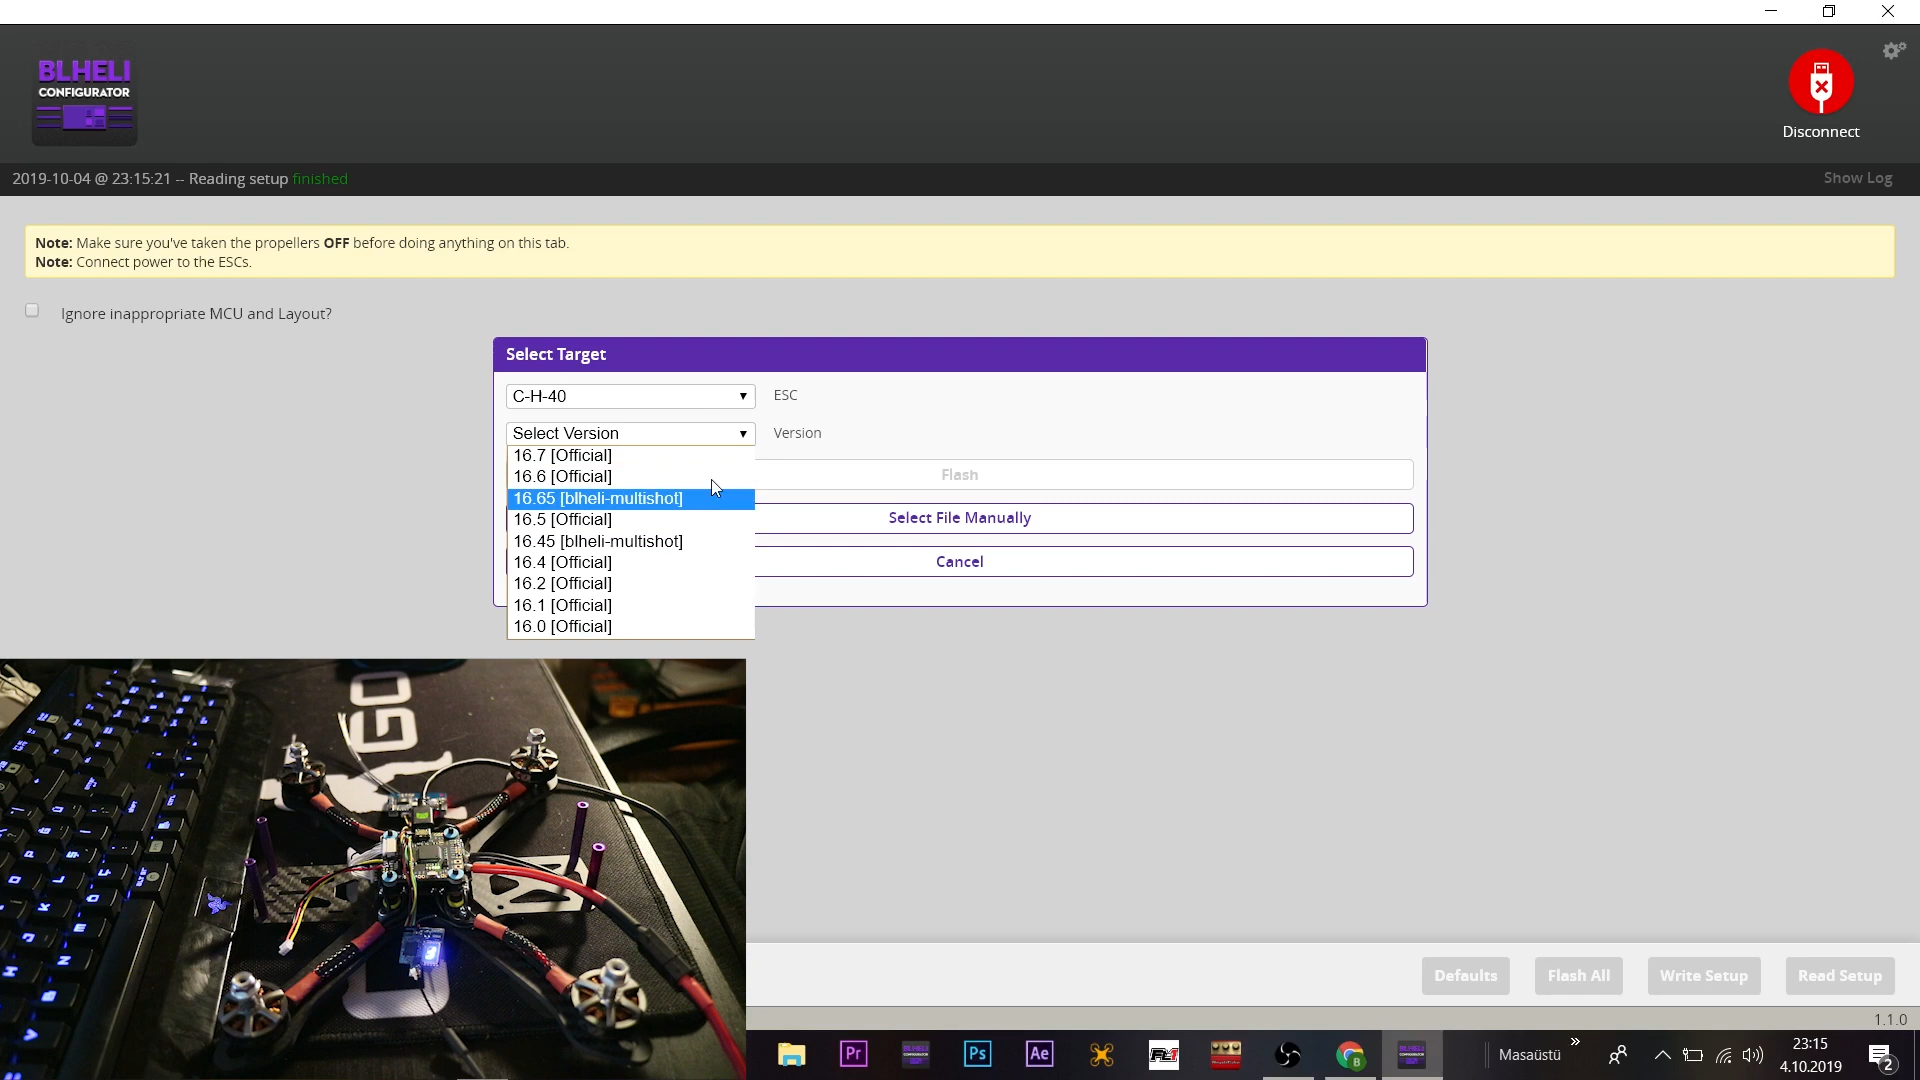 BLHELI
CONFIGURATOR
Disconnect
2019-10-04 @ 23:15:21 -- Reading setup finished
Show Log
Note: Make sure you've taken the propellers OFF before doing anything on this tab.
Note: Connect power to the ESCs.
Ignore inappropriate MCU and Layout?
Select Target
C-H-40
ESC
Select Version
Version
16.7 [Official]
16.6 [Official]
16.65 [blheli-multishot]
16.5 [Official]
16.45 [blheli-multishot]
16.4 [Official]
16.2 [Official]
16.1 [Official]
16.0 [Official]
Flash
Select File Manually
Cancel
Defaults
Flash All
Write Setup
Read Setup
1.1.0
Pr
Ps
Ae
B
Masaüstü
23:15
4.10.2019
2